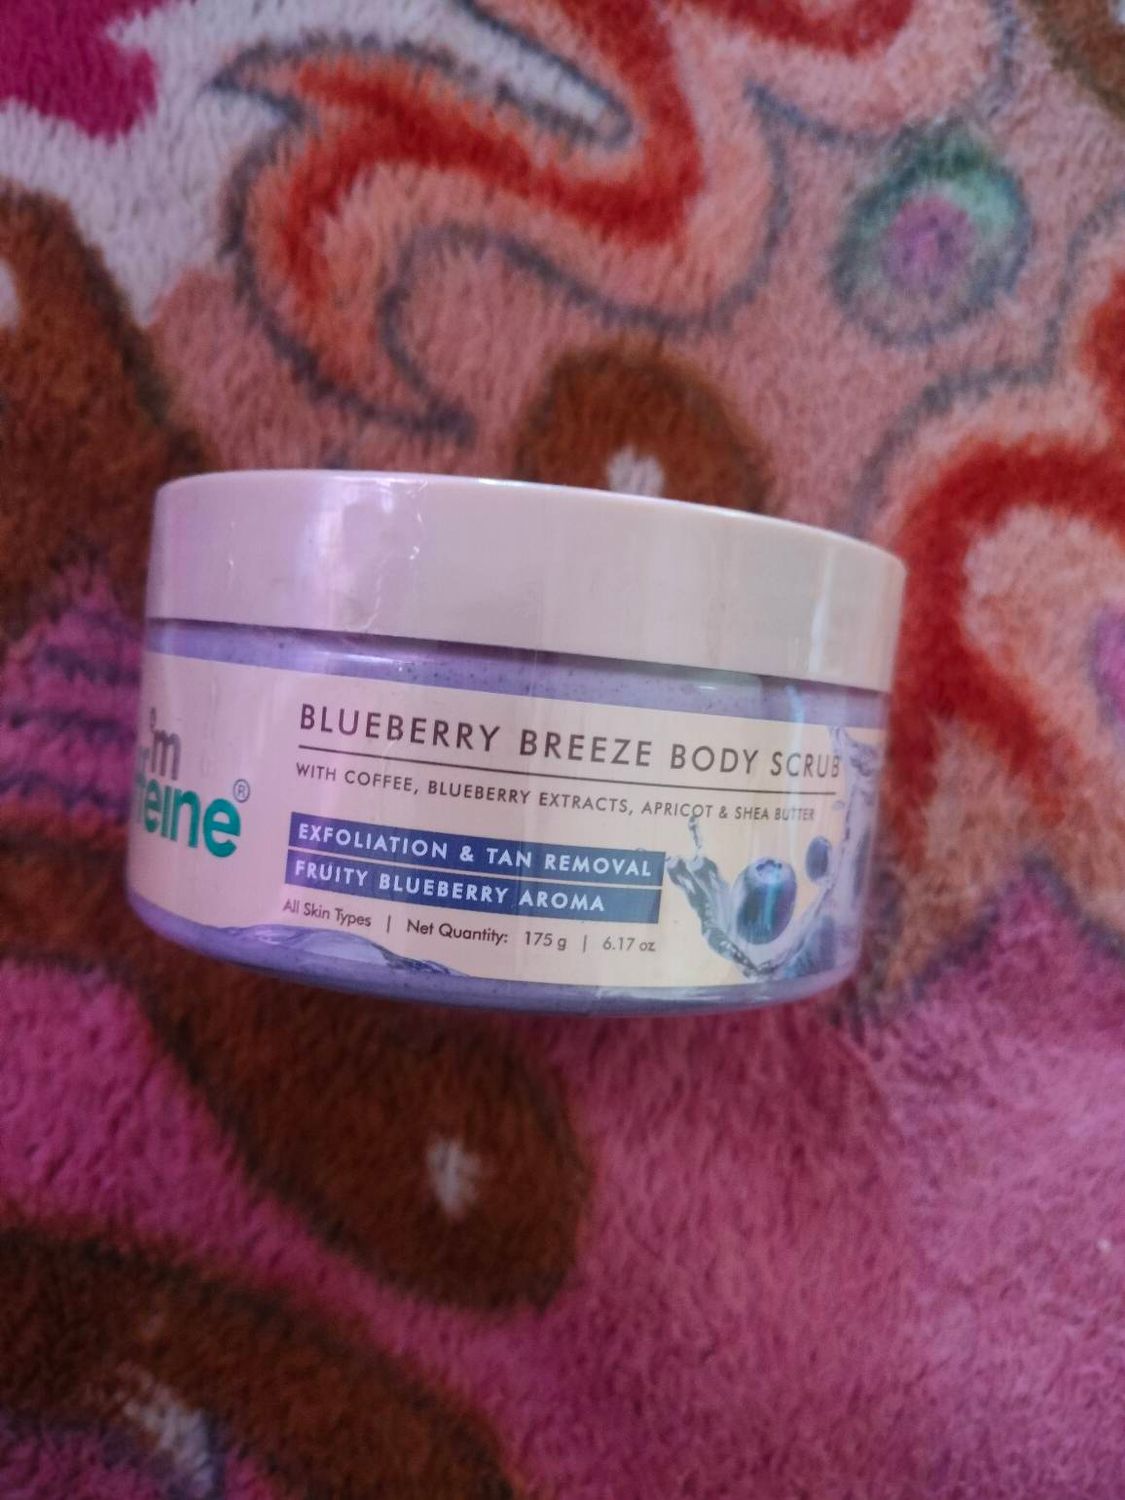 BLUEBERRY BREEZE BODY SCRUB
WITH COFFEE, BLUEBERRY EXTRACTS, APRICOT & SHEA BUTTER
EXFOLIATION & TAN REMOVAL
FRUITY BLUEBERRY AROMA
All Skin Types | Net Quantity: 175 g | 6.17 oz